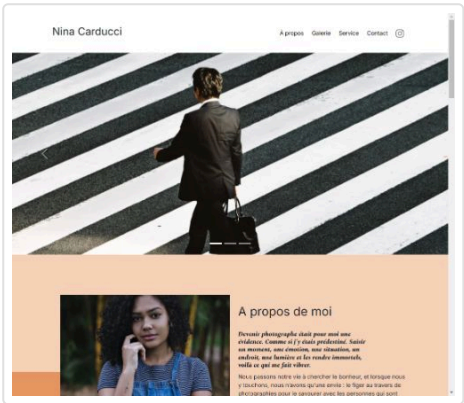 Nina Carducci
À propos Galerie Service Contact
A propos de moi
Devenir photographe était pour moi une
évidence. Comme si j'y étais prédestiné. Saisir
un moment, une émotion, une situation, un
endroit, une lumière et les rendre immortels,
voilà ce qui me fait vibrer.
Nous passons notre vie à chercher le bonheur, et lorsque nous
y touchons, nous n'avons qu'une envie : le figer au travers de
photographies pour le savourer avec les personnes qui sont